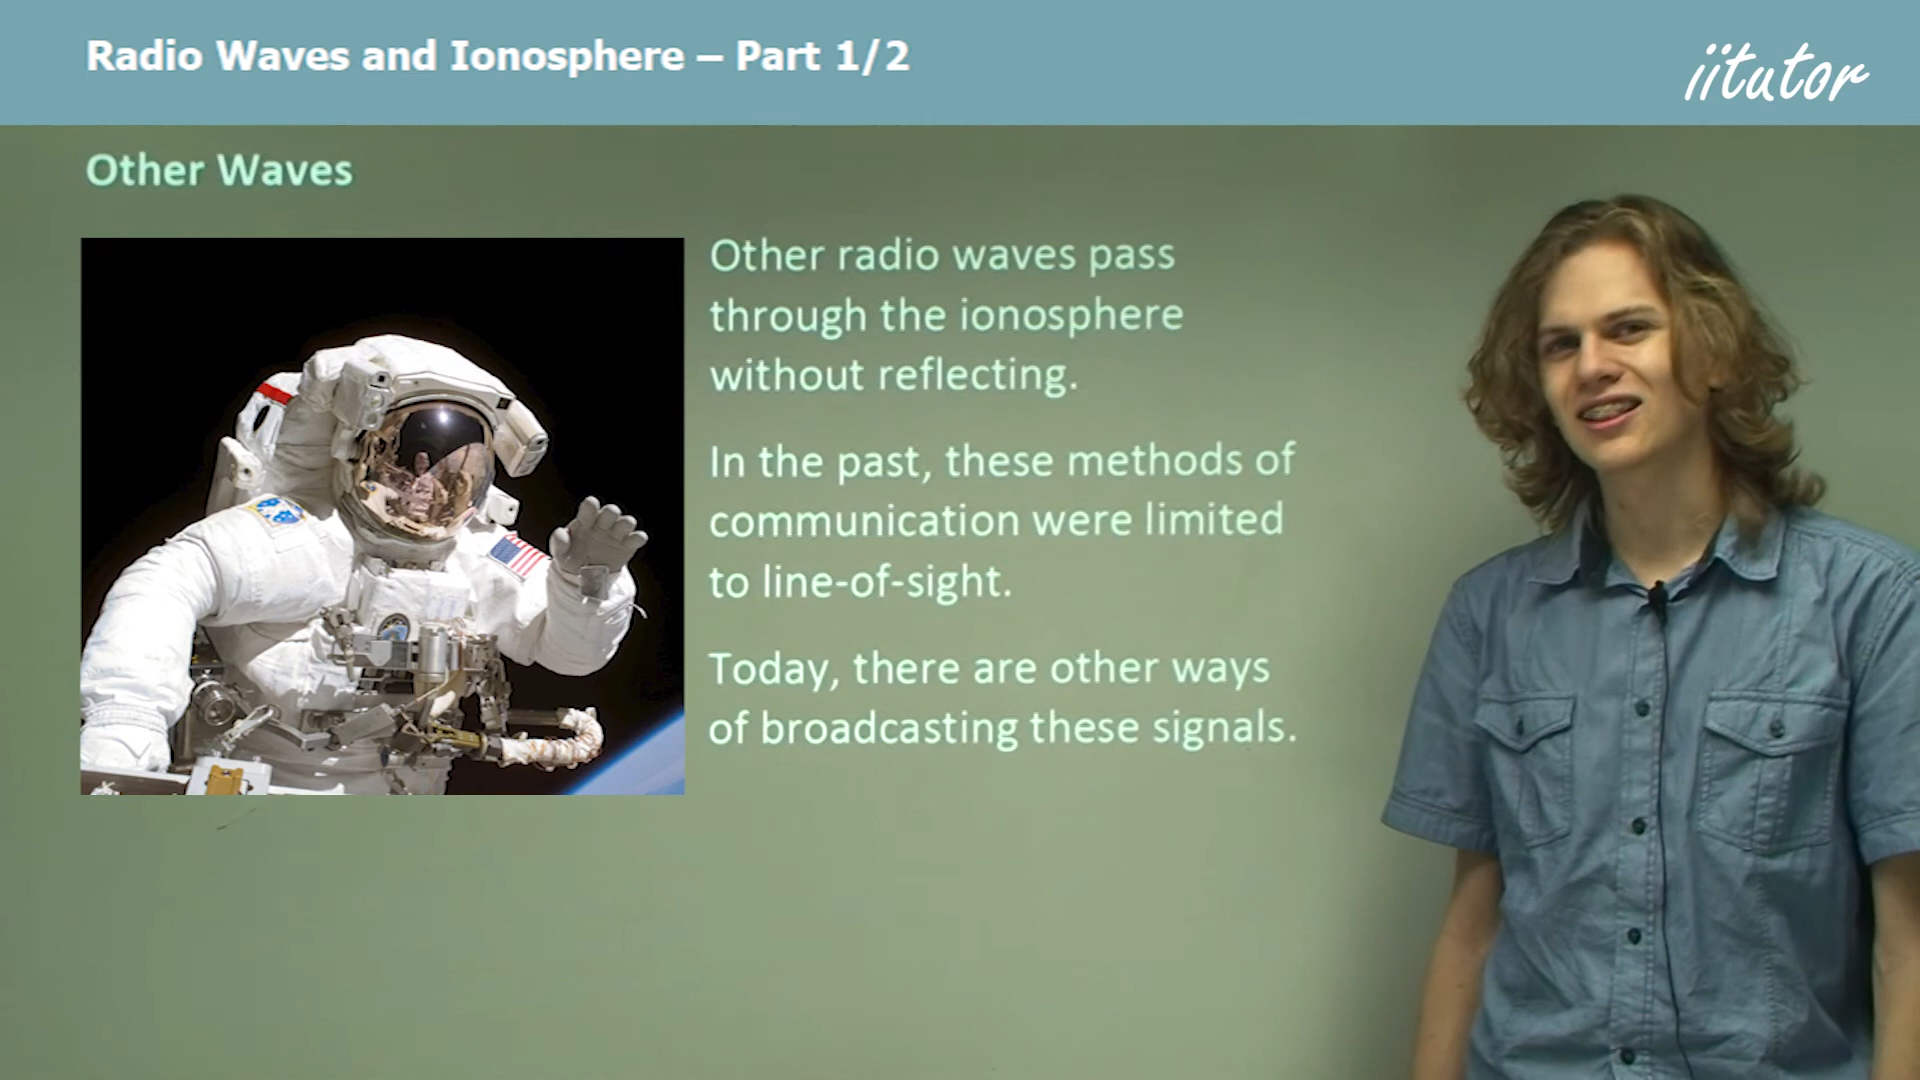 Radio Waves and Ionosphere – Part 1/2
iitutor
Other Waves
Other radio waves pass
through the ionosphere
without reflecting.
In the past, these methods of
communication were limited
to line-of-sight.
Today, there are other ways
of broadcasting these signals.